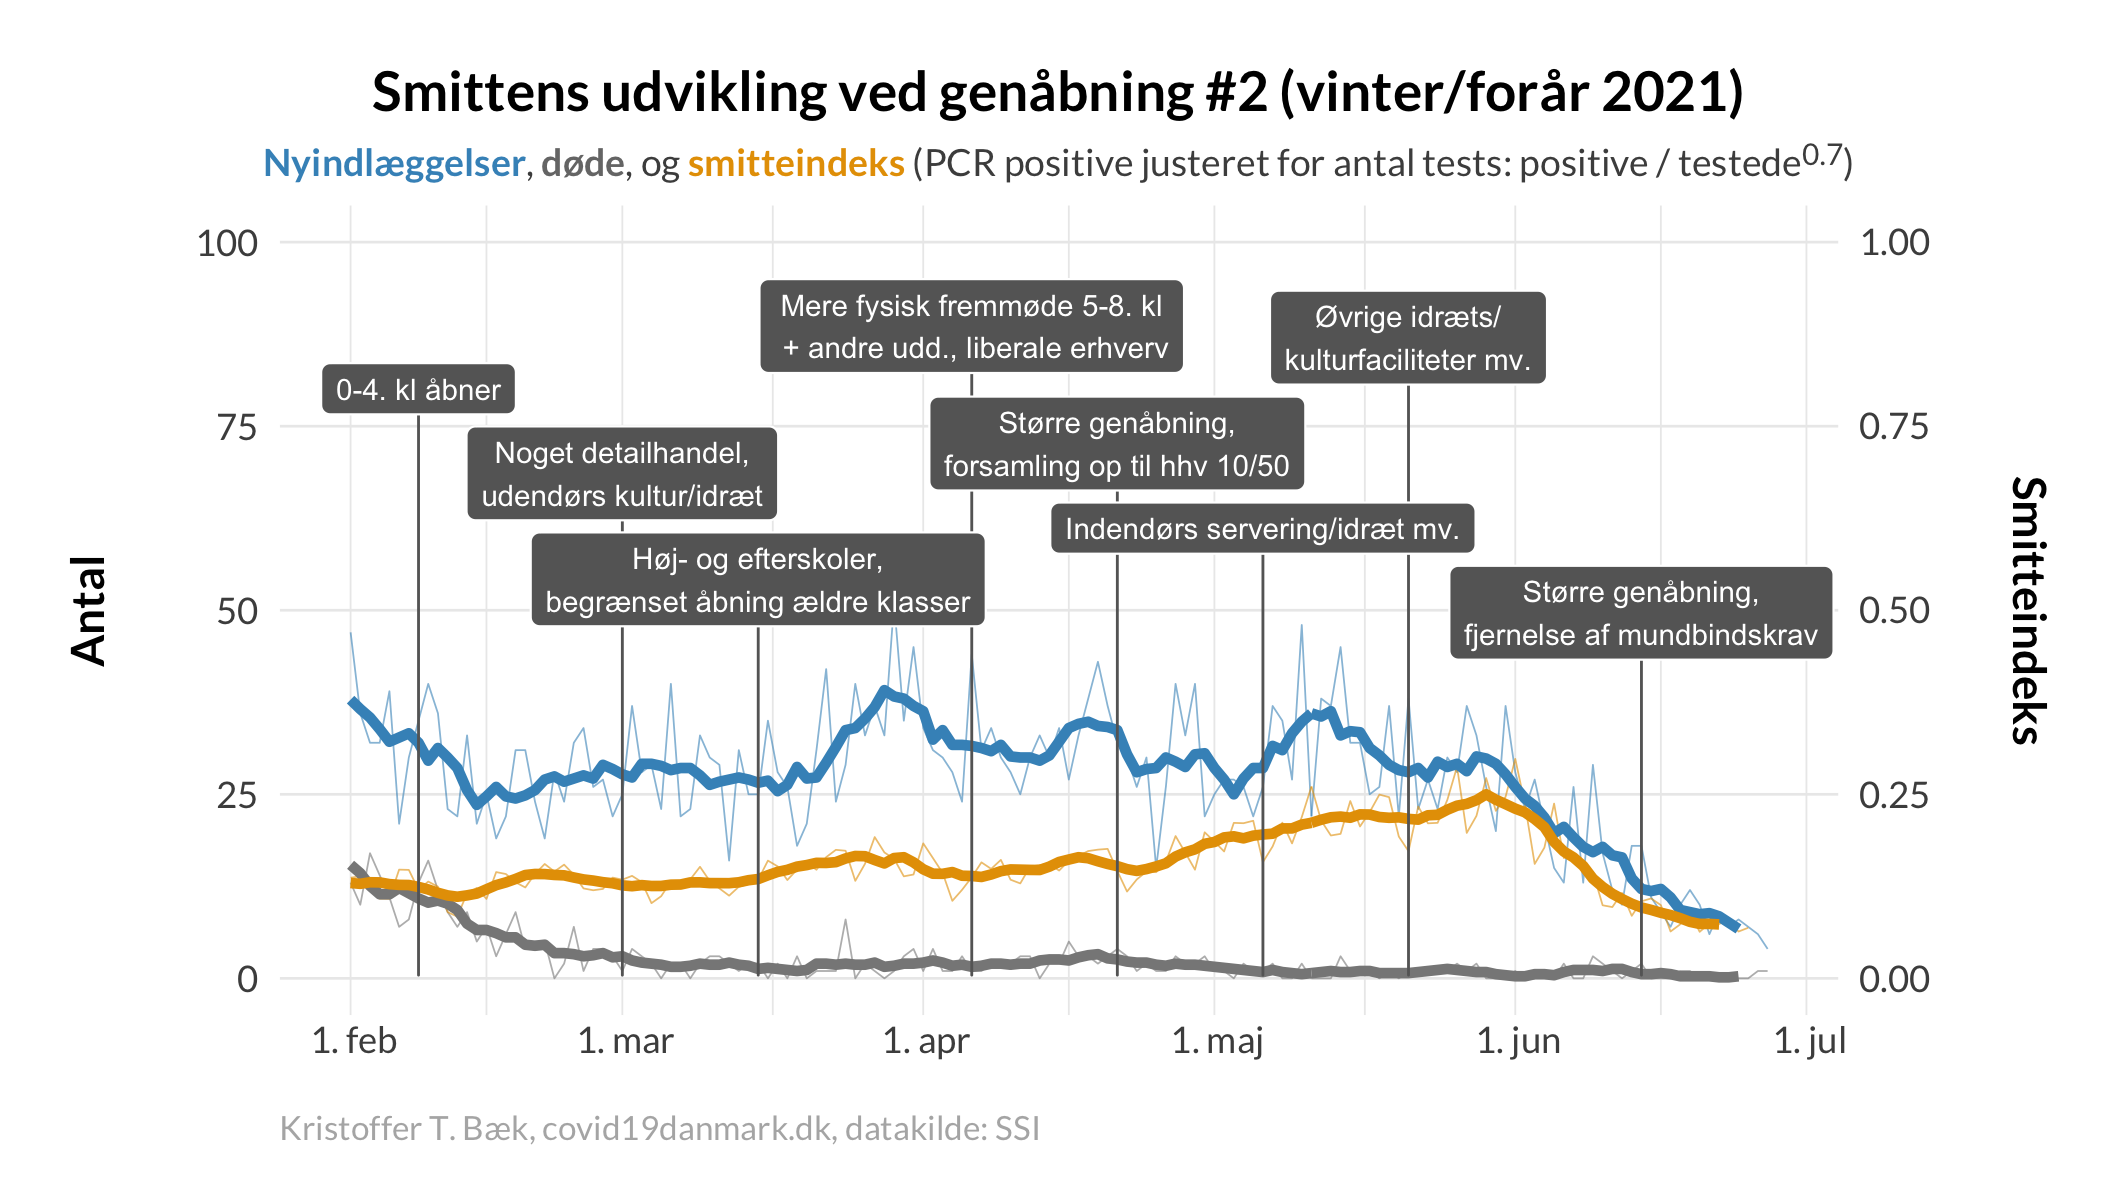 Smittens udvikling ved genåbning #2 (vinter/forår 2021)
Nyindlæggelser, døde, og smitteindeks (PCR positive justeret for antal tests: positive / testede^0.7)
Antal
100
75
50
25
0
1.00
0.75
0.50
0.25
0.00
Smitteindeks
0-4. kl åbner
Noget detailhandel,
udendørs kultur/idræt
Høj- og efterskoler,
begrænset åbning ældre klasser
Mere fysisk fremmøde 5-8. kl
+ andre udd., liberale erhverv
Større genåbning,
forsamling op til hhv 10/50
Indendørs servering/idræt mv.
Øvrige idræts/
kulturfaciliteter mv.
Større genåbning,
fjernelse af mundbindskrav
1. feb
1. mar
1. apr
1. maj
1. jun
1. jul
Kristoffer T. Bæk, covid19danmark.dk, datakilde: SSI